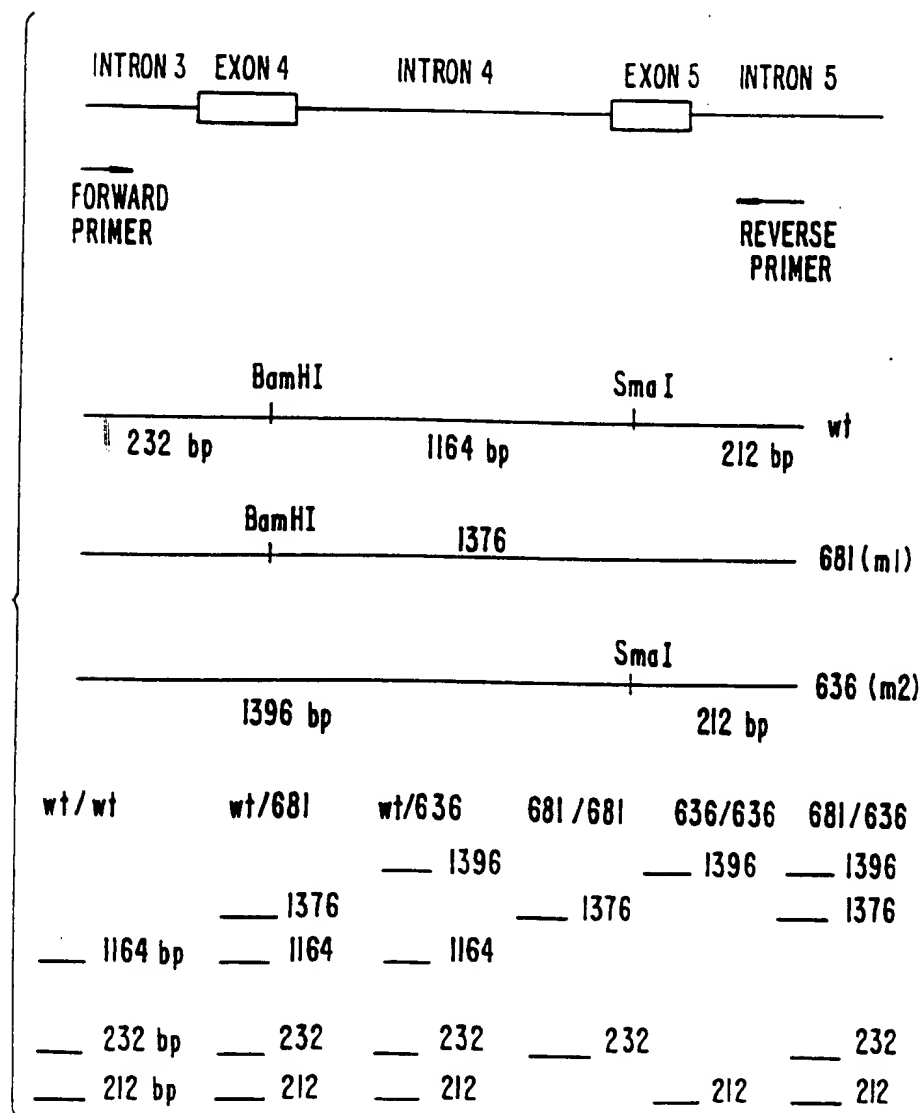 INTRON 3 EXON 4 INTRON 4 EXON 5 INTRON 5
FORWARD
PRIMER
REVERSE
PRIMER
BamHI SmaI
wt
232 bp 1164 bp 212 bp
BamHI
1376
681 (m1)
SmaI
636 (m2)
1396 bp 212 bp
wt/wt wt/681 wt/636 681/681 636/636 681/636
1396 1396 1396
1376 1376 1376
1164 bp 1164 1164
232 bp 232 232 232 232
212 bp 212 212 212 212